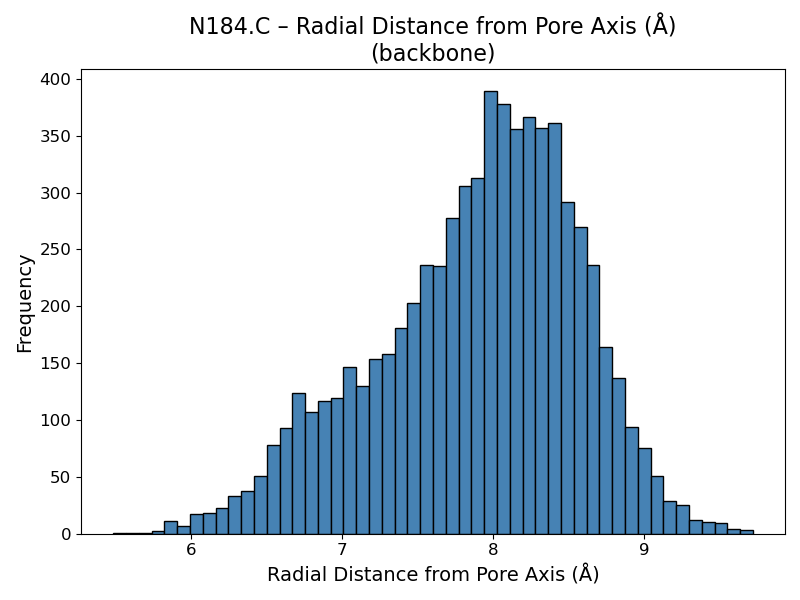 N184.C – Radial Distance from Pore Axis (Å)
(backbone)
400
350
300
250
200
150
100
50
0
Frequency
6 7 8 9
Radial Distance from Pore Axis (Å)